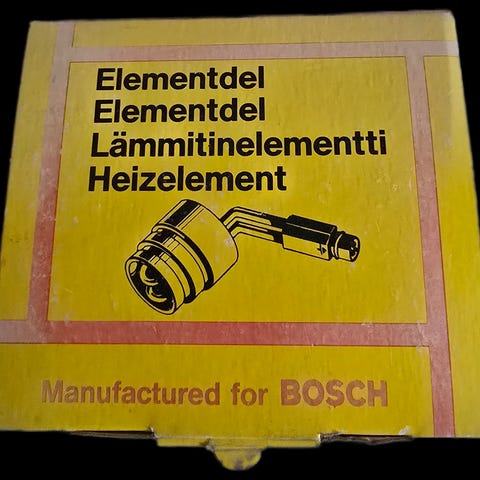 Elementdel
Elementdel
Lämmitinelementti
Heizelement
Manufactured for BOSCH